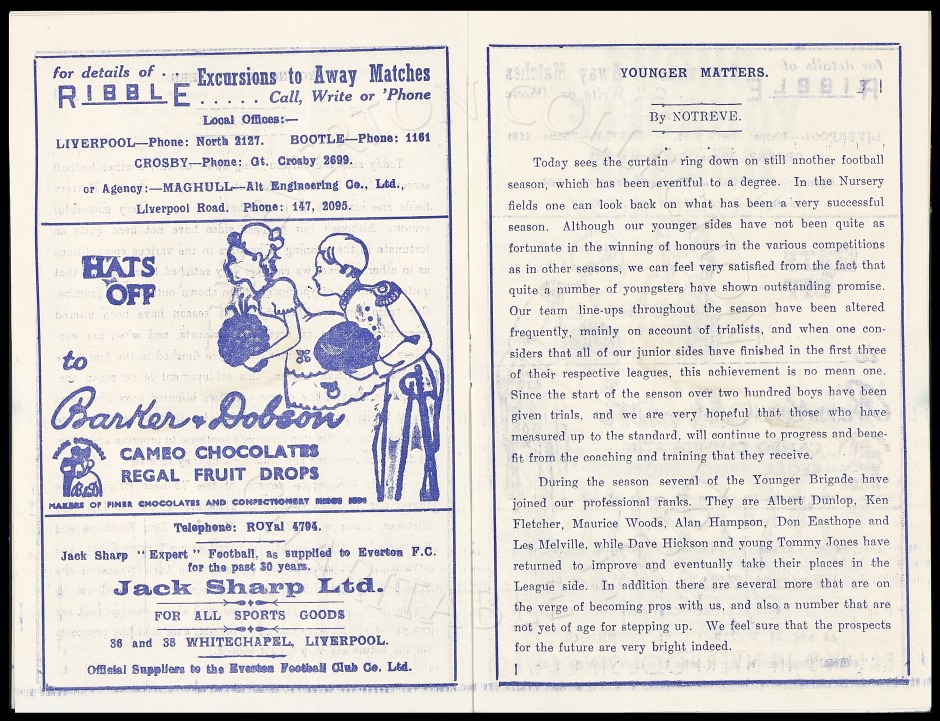 for details of . . Excursions to Away Matches
RIBBLE . . . . . Call, Write or 'Phone
Local Offices:—
LIVERPOOL—Phone: North 2127. BOOTLE—Phone: 1161
CROSBY—Phone: Gt. Crosby 2699.
or Agency:—MAGHULL—Alt Engineering Co., Ltd.,
Liverpool Road. Phone: 147, 2095.
HATS
OFF
to
Barker & Dobson
CAMEO CHOCOLATES
REGAL FRUIT DROPS
B&D
MAKERS OF FINER CHOCOLATES AND CONFECTIONERY SINCE 1834
Telephone: ROYal 4794.
Jack Sharp "Expert" Football, as supplied to Everton F.C.
for the past 30 years.
Jack Sharp Ltd.
FOR ALL SPORTS GOODS
36 and 38 WHITECHAPEL, LIVERPOOL.
Official Suppliers to the Everton Football Club Co. Ltd.
YOUNGER MATTERS.
By NOTREVE.
Today sees the curtain ring down on still another football
season, which has been eventful to a degree. In the Nursery
fields one can look back on what has been a very successful
season. Although our younger sides have not been quite as
fortunate in the winning of honours in the various competitions
as in other seasons, we can feel very satisfied from the fact that
quite a number of youngsters have shown outstanding promise.
Our team line-ups throughout the season have been altered
frequently, mainly on account of trialists, and when one con-
siders that all of our junior sides have finished in the first three
of their respective leagues, this achievement is no mean one.
Since the start of the season over two hundred boys have been
given trials, and we are very hopeful that those who have
measured up to the standard, will continue to progress and bene-
fit from the coaching and training that they receive.
During the season several of the Younger Brigade have
joined our professional ranks. They are Albert Dunlop, Ken
Fletcher, Maurice Woods, Alan Hampson, Don Easthope and
Les Melville, while Dave Hickson and young Tommy Jones have
returned to improve and eventually take their places in the
League side. In addition there are several more that are on
the verge of becoming pros with us, and also a number that are
not yet of age for stepping up. We feel sure that the prospects
for the future are very bright indeed.